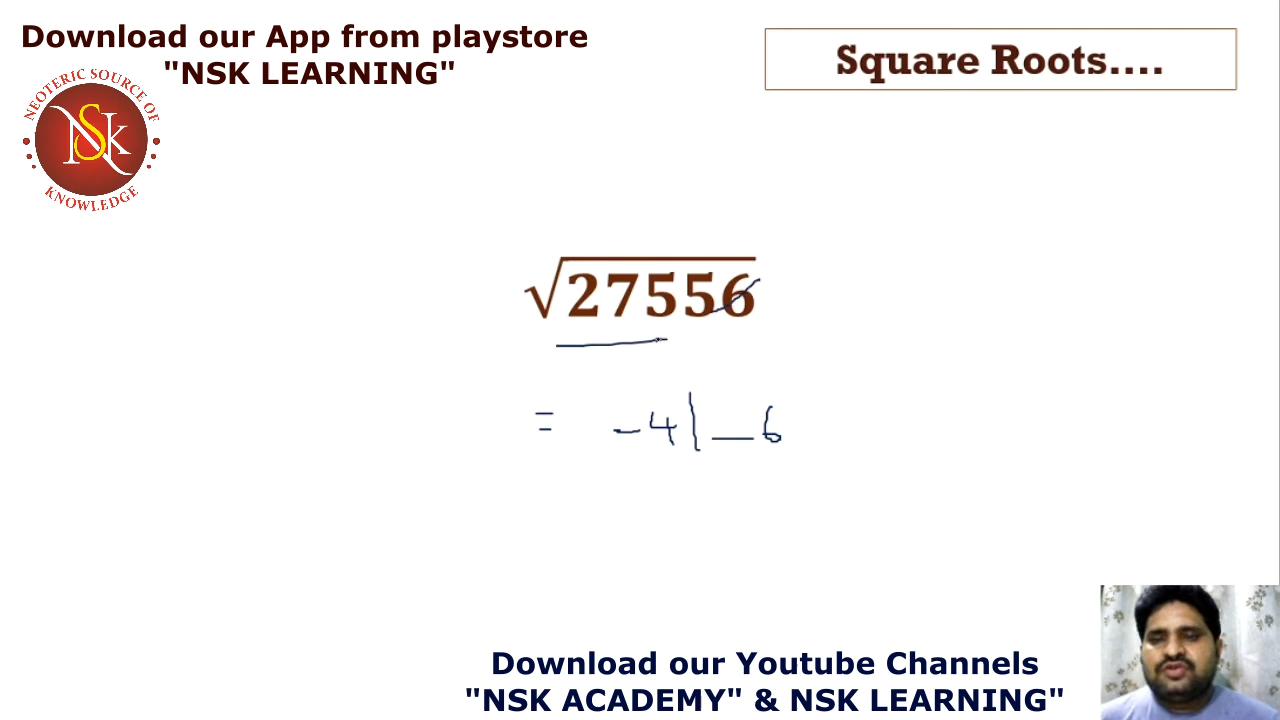 Download our App from playstore
"NSK LEARNING"
NEOTERIC SOURCE OF
NSK
KNOWLEDGE
Square Roots....
√27556
= _4|_6
Download our Youtube Channels
"NSK ACADEMY" & NSK LEARNING"